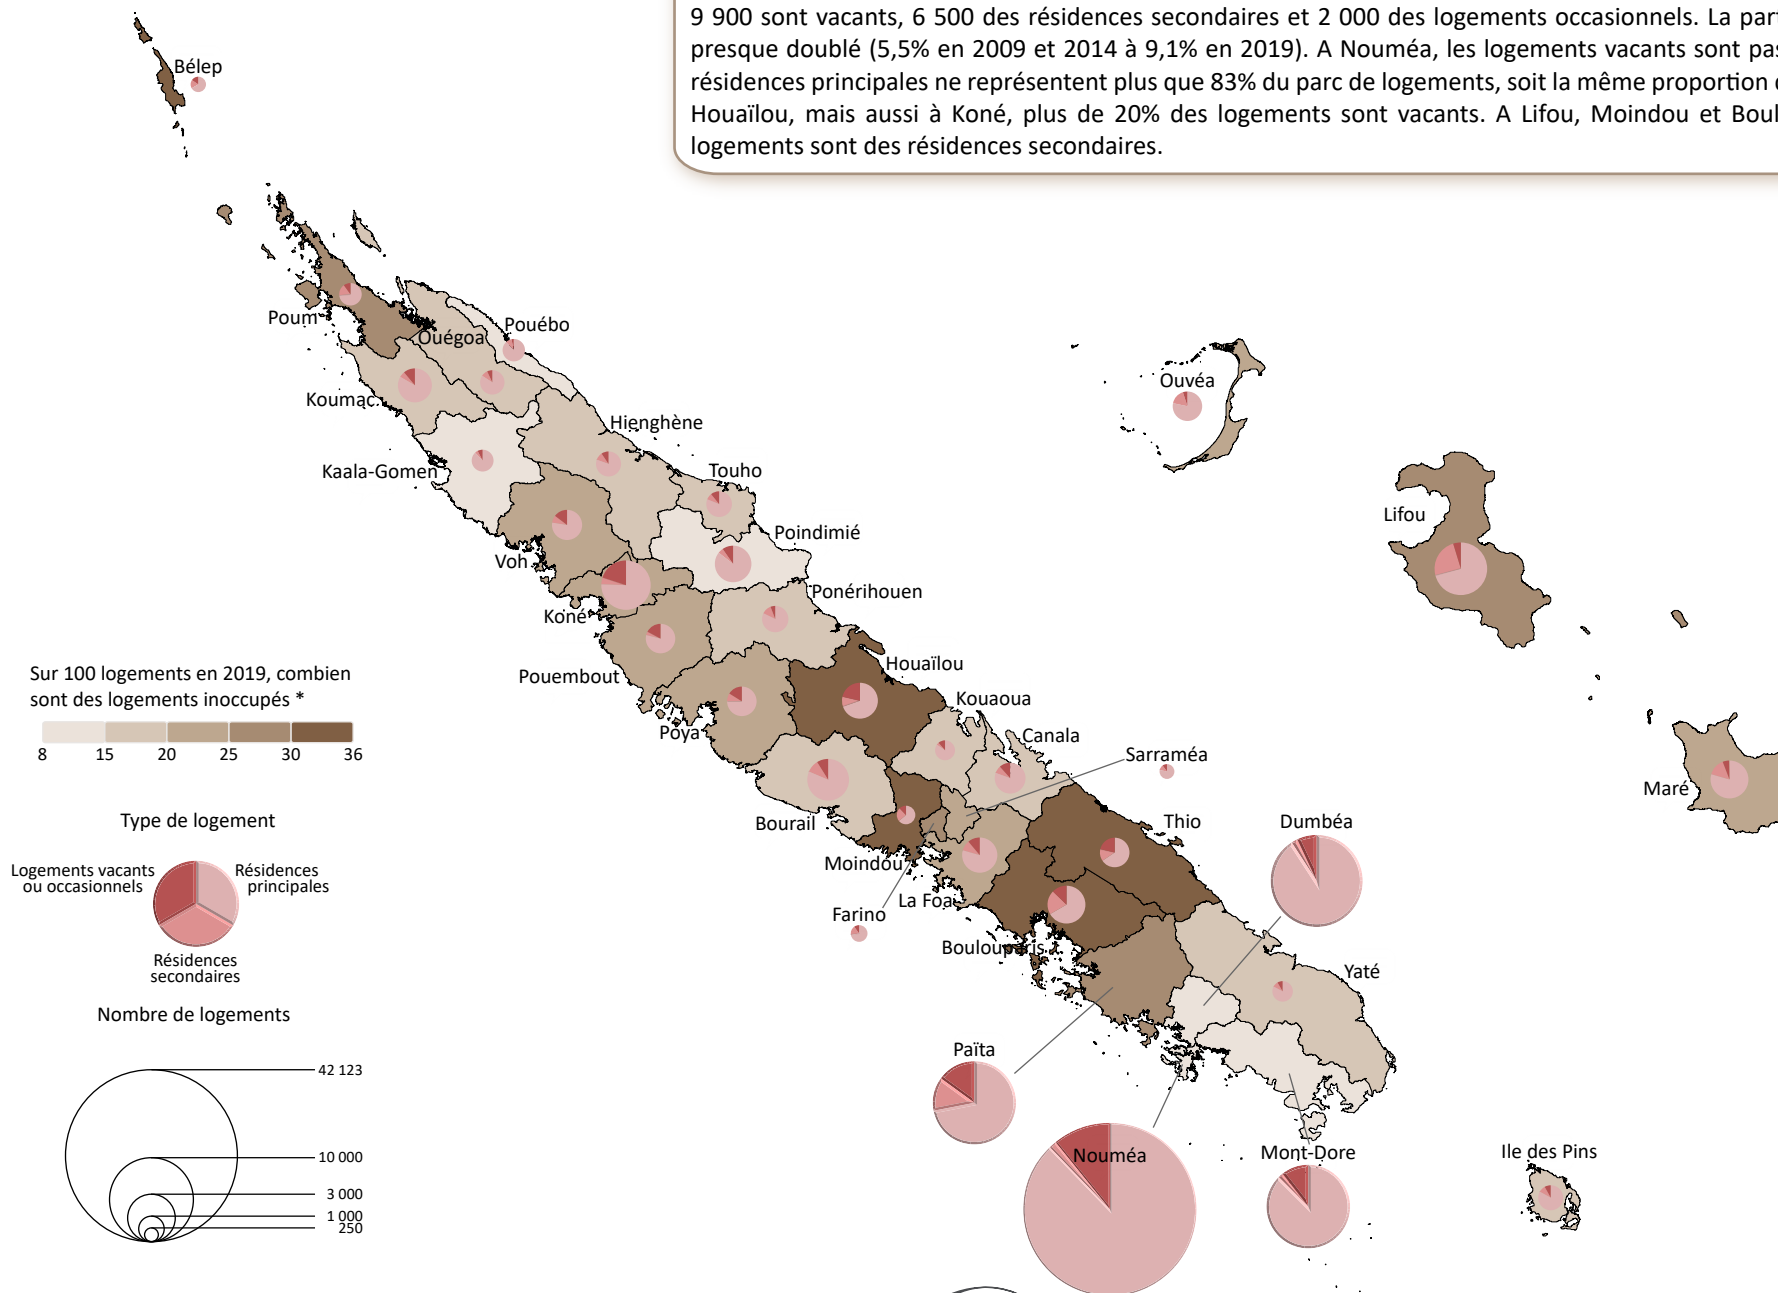 9 900 sont vacants, 6 500 des résidences secondaires et 2 000 des logements occasionnels. La part
presque doublé (5,5% en 2009 et 2014 à 9,1% en 2019). A Nouméa, les logements vacants sont pas
résidences principales ne représentent plus que 83% du parc de logements, soit la même proportion
Houaïlou, mais aussi à Koné, plus de 20% des logements sont vacants. A Lifou, Moindou et Boul
logements sont des résidences secondaires.
Bélep
Poum
Ouégoa
Pouébo
Koumac
Hienghène
Kaala-Gomen
Touho
Ouvéa
Poindimié
Lifou
Voh
Ponérihouen
Koné
Houaïlou
Pouembout
Kouaoua
Poya
Canala
Sarraméa
Maré
Bourail
Thio
Dumbéa
Moindou
La Foa
Farino
Boulouparis
Yaté
Païta
Nouméa
Mont-Dore
Ile des Pins
Sur 100 logements en 2019, combien
sont des logements inoccupés *
8 15 20 25 30 36
Type de logement
Logements vacants
ou occasionnels
Résidences
principales
Résidences
secondaires
Nombre de logements
42 123
10 000
3 000
1 000
250